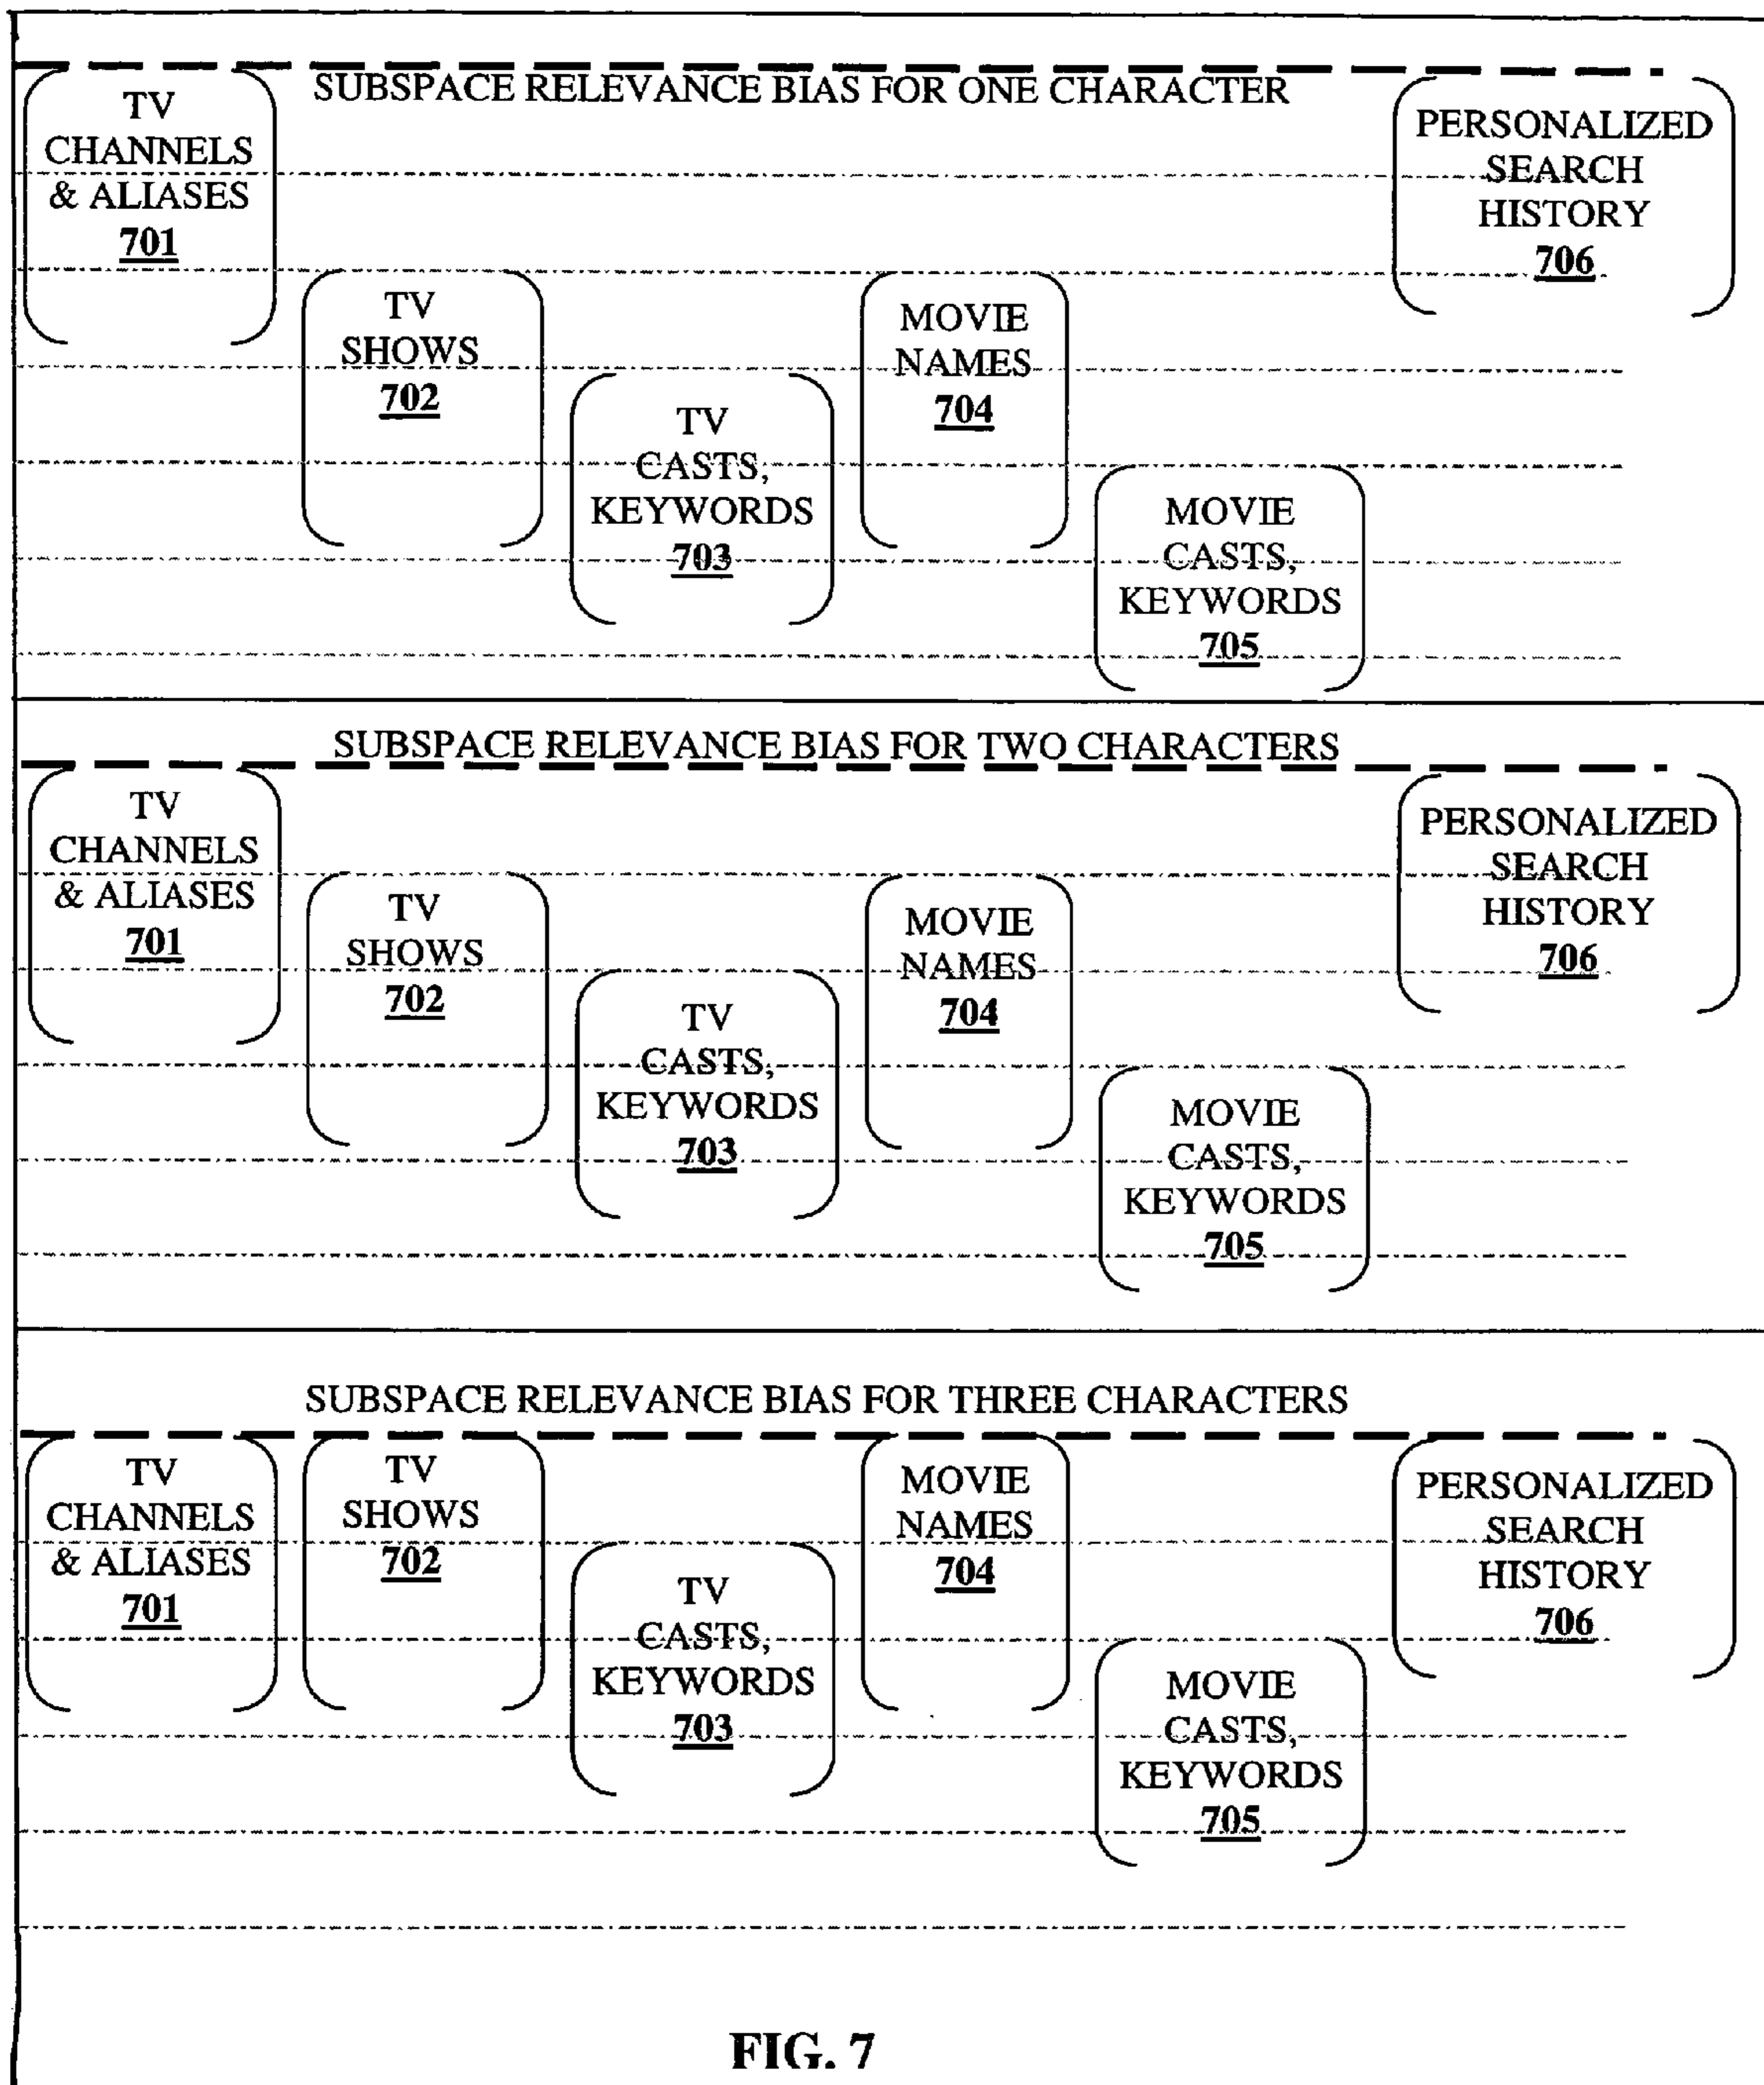 SUBSPACE RELEVANCE BIAS FOR ONE CHARACTER
TV
CHANNELS
& ALIASES
701
TV
SHOWS
702
TV
CASTS,
KEYWORDS
703
MOVIE
NAMES
704
MOVIE
CASTS,
KEYWORDS
705
PERSONALIZED
SEARCH
HISTORY
706
SUBSPACE RELEVANCE BIAS FOR TWO CHARACTERS
TV
CHANNELS
& ALIASES
701
TV
SHOWS
702
TV
CASTS,
KEYWORDS
703
MOVIE
NAMES
704
MOVIE
CASTS,
KEYWORDS
705
PERSONALIZED
SEARCH
HISTORY
706
SUBSPACE RELEVANCE BIAS FOR THREE CHARACTERS
TV
CHANNELS
& ALIASES
701
TV
SHOWS
702
TV
CASTS,
KEYWORDS
703
MOVIE
NAMES
704
MOVIE
CASTS,
KEYWORDS
705
PERSONALIZED
SEARCH
HISTORY
706
FIG. 7